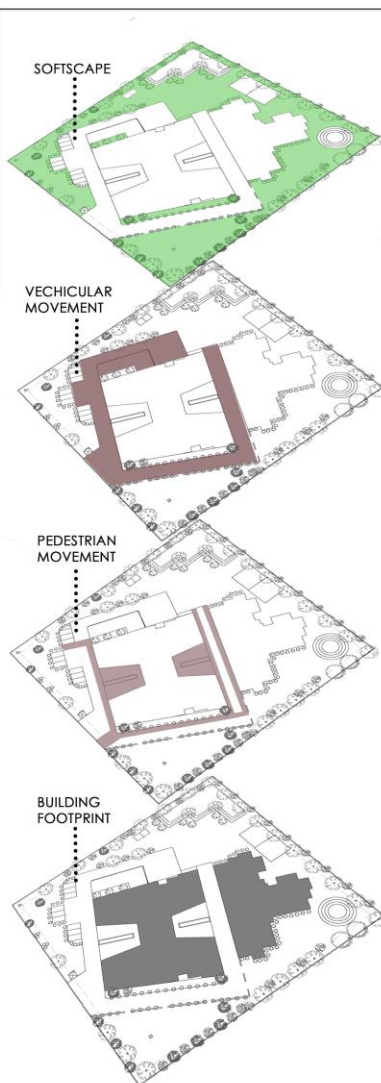 SOFTSCAPE
VECHICULAR
MOVEMENT
PEDESTRIAN
MOVEMENT
BUILDING
FOOTPRINT